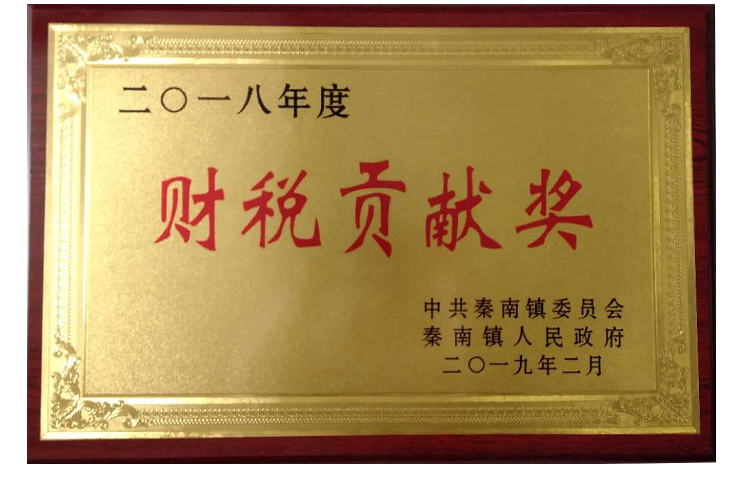 二〇一八年度
财税贡献奖
中共秦南镇委员会
秦南镇人民政府
二〇一九年二月